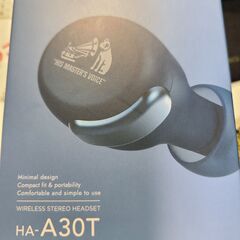 "HIS MASTER'S VOICE"
Minimal design
Compact fit & portability
Comfortable and simple to use
WIRELESS STEREO HEADSET
HA-A30T